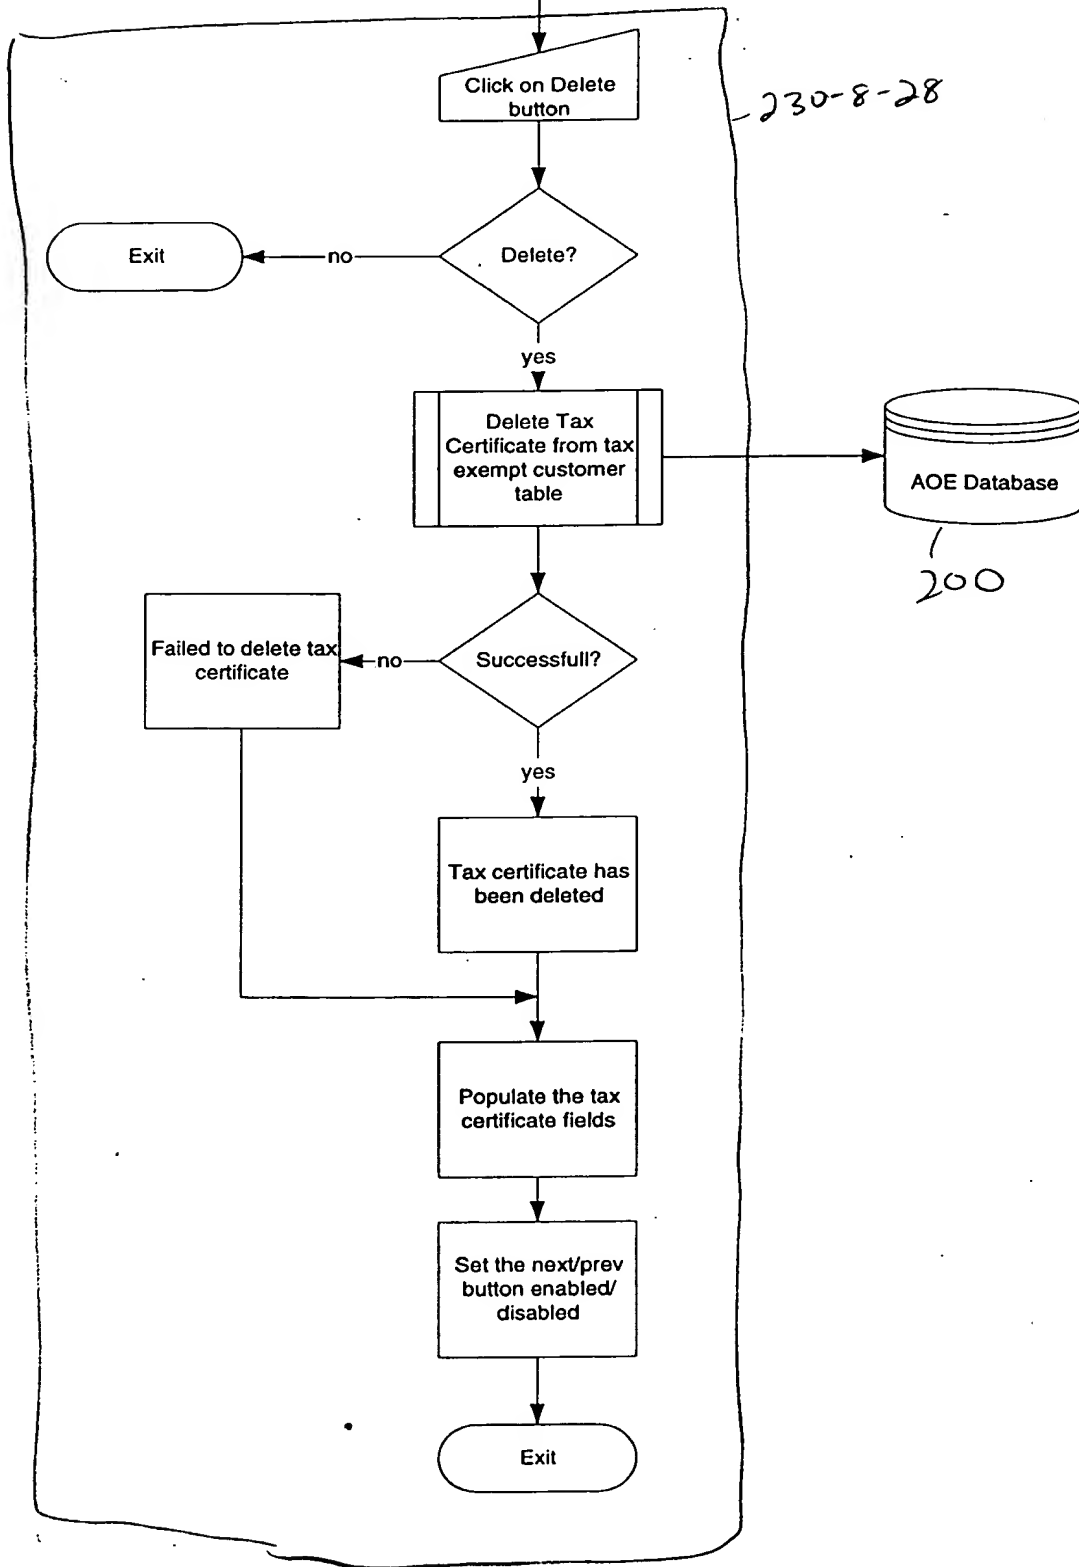 Click on Delete
button
230-8-28
Exit
no
Delete?
yes
Delete Tax
Certificate from tax
exempt customer
table
AOE Database
200
Failed to delete tax
certificate
no
Successfull?
yes
Tax certificate has
been deleted
Populate the tax
certificate fields
Set the next/prev
button enabled/
disabled
Exit